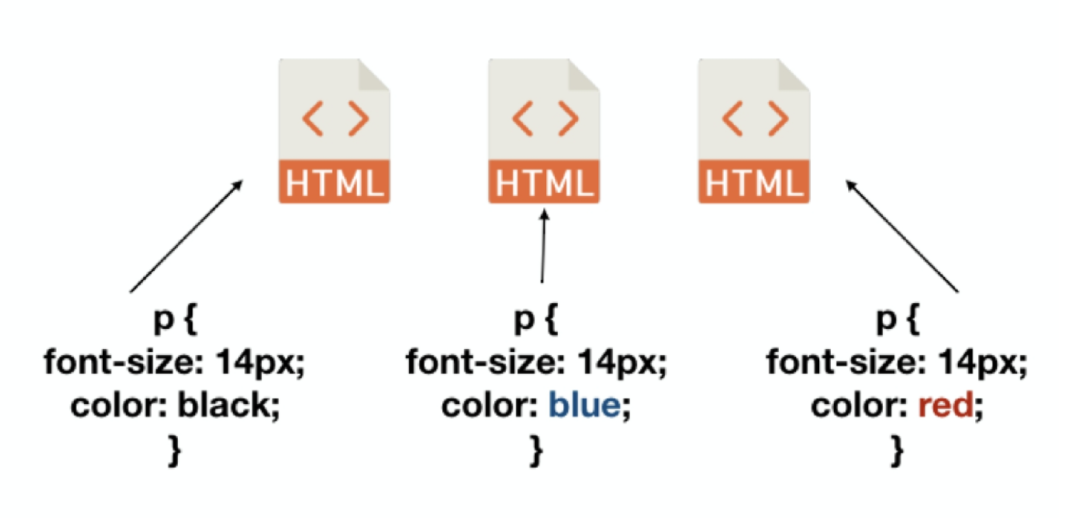 HTML
HTML
HTML
p {
font-size: 14px;
color: black;
}
p {
font-size: 14px;
color: blue;
}
p {
font-size: 14px;
color: red;
}